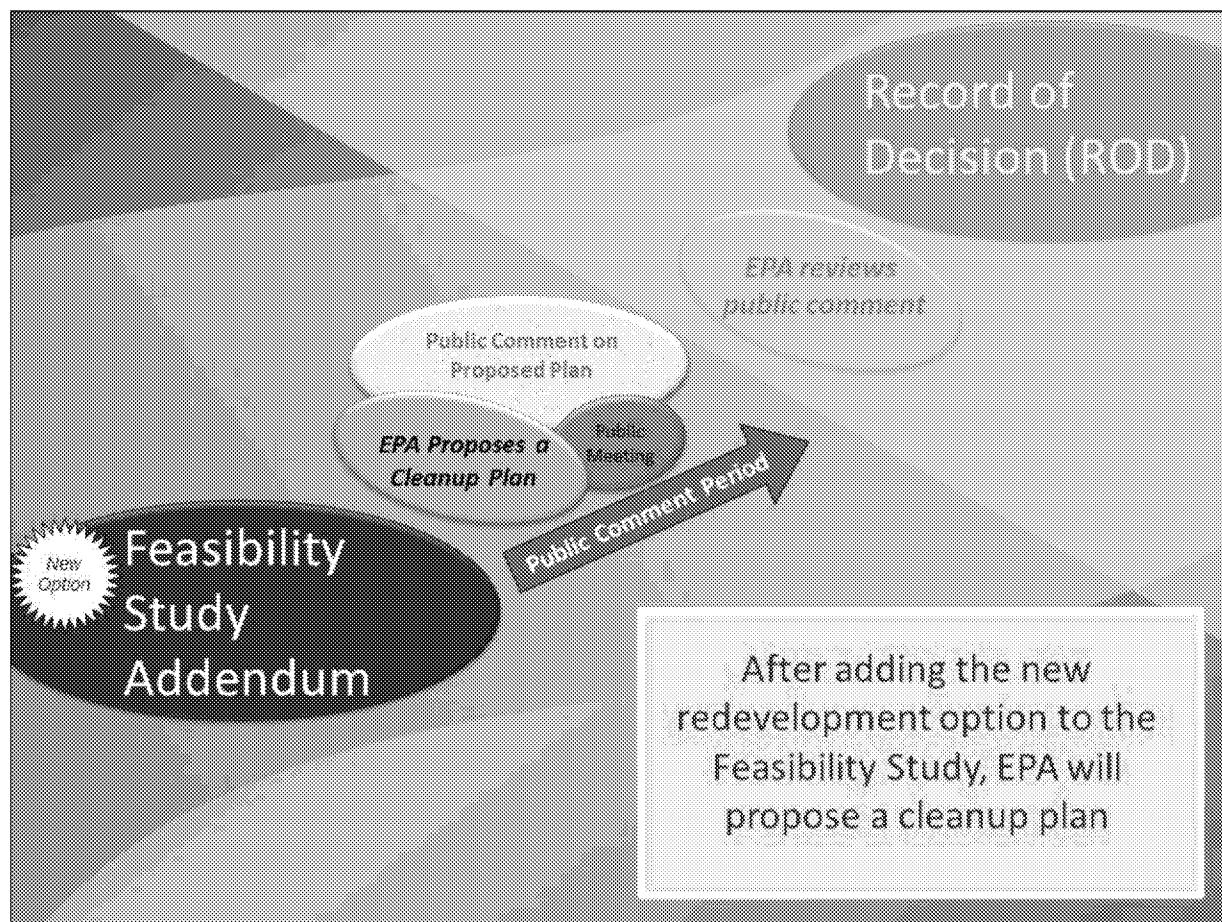 Record of
Decision (ROD)
EPA reviews
public comment
Public Comment on
Proposed Plan
EPA Proposes a
Cleanup Plan
Public
Meeting
Public Comment Period
New
Option
Feasibility
Study
Addendum
After adding the new
redevelopment option to the
Feasibility Study, EPA will
propose a cleanup plan